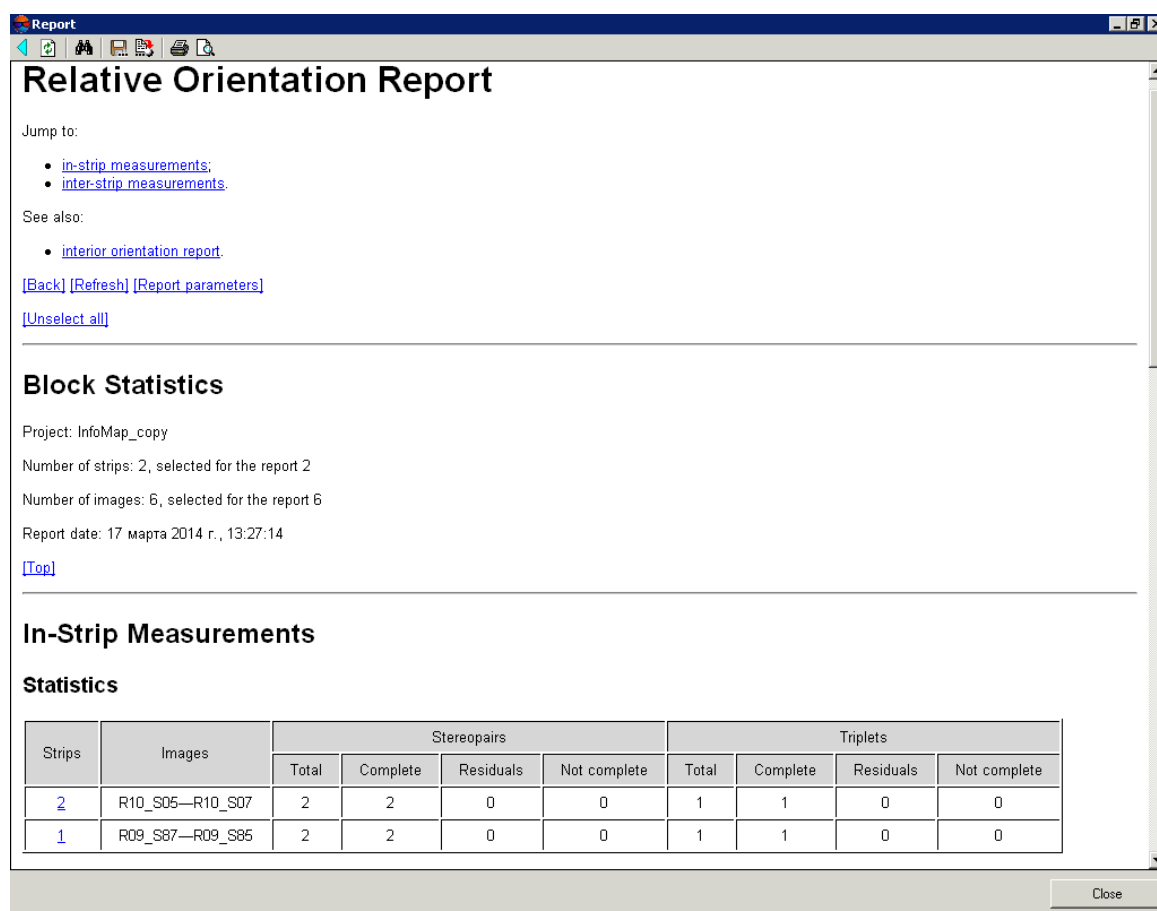 Report
Relative Orientation Report
Jump to:
in-strip measurements;
inter-strip measurements.
See also:
interior orientation report.
[Back] [Refresh] [Report parameters]
[Unselect all]
Block Statistics
Project: InfoMap_copy
Number of strips: 2, selected for the report 2
Number of images: 6, selected for the report 6
Report date: 17 марта 2014 г., 13:27:14
[Top]
In-Strip Measurements
Statistics
Strips Images Stereopairs Triplets
Total Complete Residuals Not complete Total Complete Residuals Not complete
2 R10_S05—R10_S07 2 2 0 0 1 1 0 0
1 R09_S87—R09_S85 2 2 0 0 1 1 0 0
Close